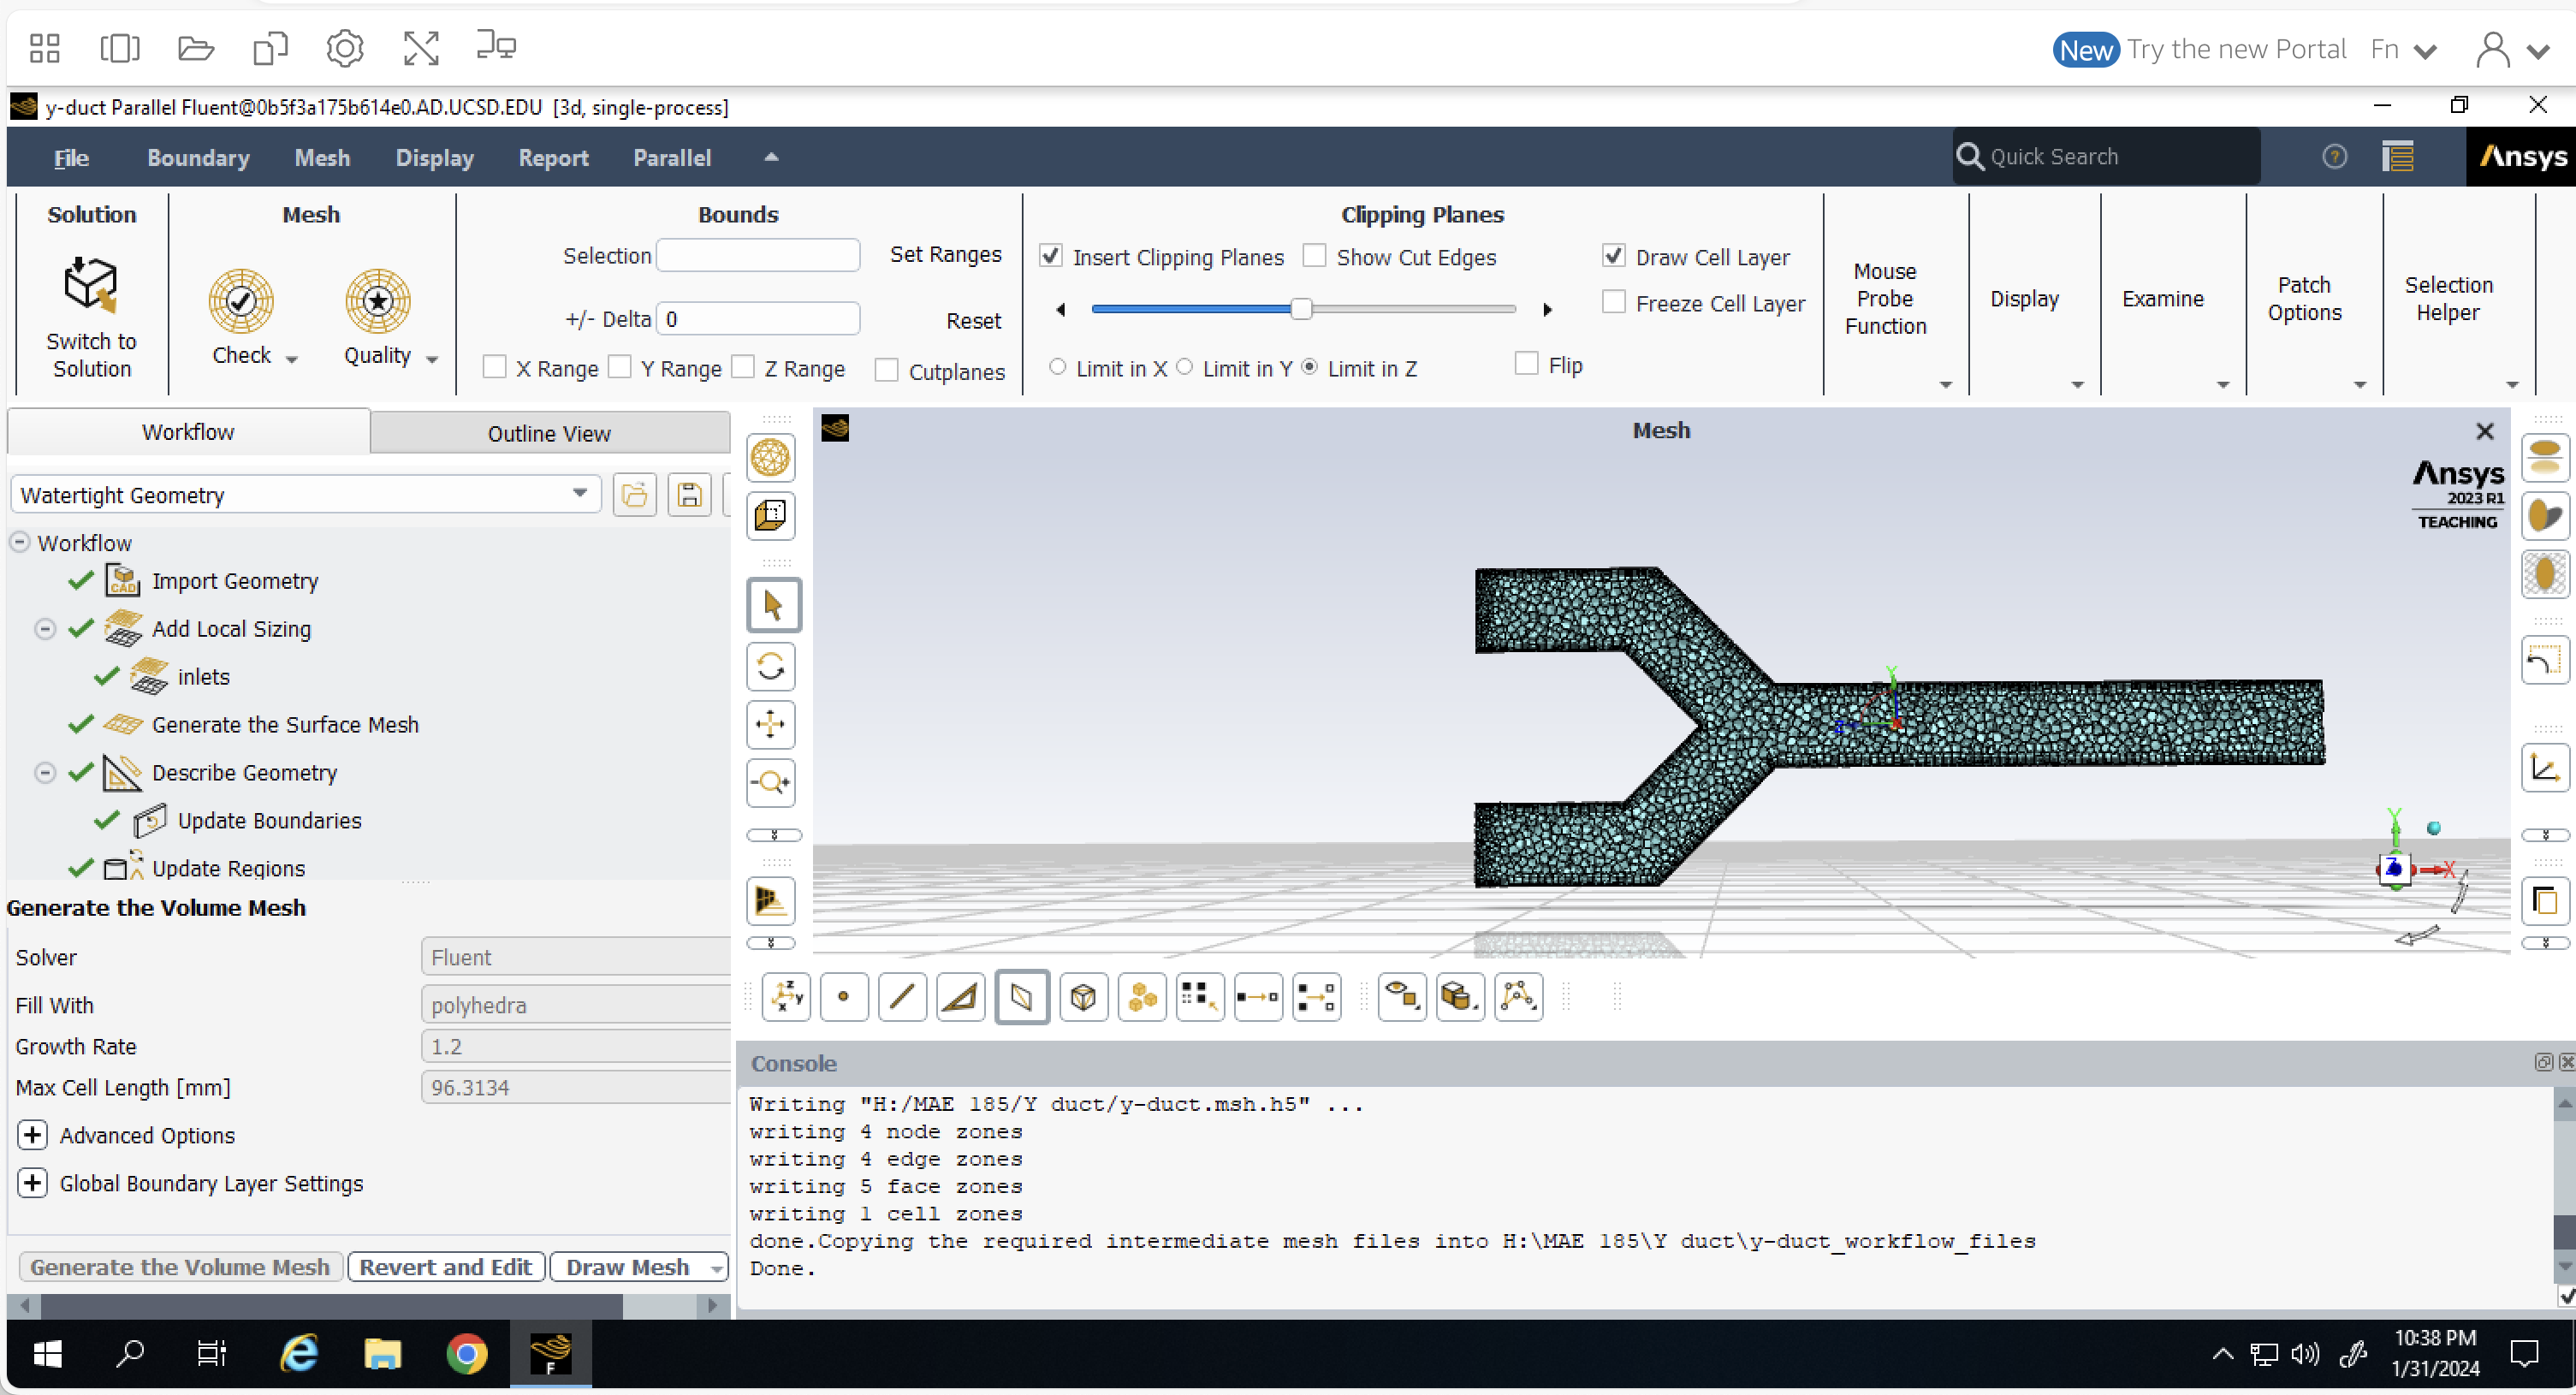 New Try the new Portal Fn
y-duct Parallel Fluent@0b5f3a175b614e0.AD.UCSD.EDU [3d, single-process]
File Boundary Mesh Display Report Parallel
Quick Search
Ansys
Solution
Switch to
Solution
Mesh
Check
Quality
Bounds
Selection
Set Ranges
+/- Delta 0
Reset
X Range Y Range Z Range Cutplanes
Clipping Planes
Insert Clipping Planes Show Cut Edges Draw Cell Layer
Freeze Cell Layer
Limit in X Limit in Y Limit in Z Flip
Mouse
Probe
Function
Display
Examine
Patch
Options
Selection
Helper
Workflow Outline View
Watertight Geometry
Workflow
CAD
Import Geometry
Add Local Sizing
inlets
Generate the Surface Mesh
Describe Geometry
Update Boundaries
Update Regions
Generate the Volume Mesh
Solver Fluent
Fill With polyhedra
Growth Rate 1.2
Max Cell Length [mm] 96.3134
Advanced Options
Global Boundary Layer Settings
Generate the Volume Mesh Revert and Edit Draw Mesh
Mesh
Ansys
2023 R1
TEACHING
Y
Z
X
Y
Z
X
z
y
x
Console
Writing "H:/MAE 185/Y duct/y-duct.msh.h5" ...
writing 4 node zones
writing 4 edge zones
writing 5 face zones
writing 1 cell zones
done.Copying the required intermediate mesh files into H:\MAE 185\Y duct\y-duct_workflow_files
Done.
F
10:38 PM
1/31/2024